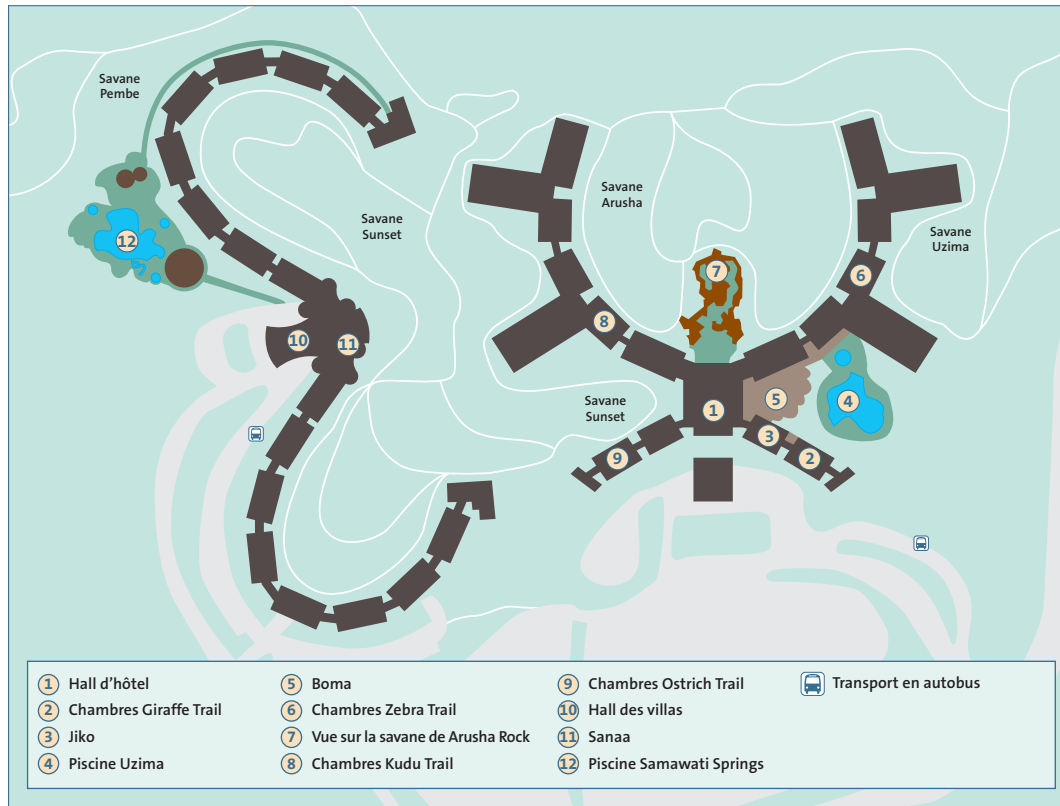 Savane
Pembe
Savane
Sunset
Savane
Arusha
Savane
Uzima
Savane
Sunset
12
10
11
7
6
8
5
4
1
3
2
9
1 Hall d’hôtel
2 Chambres Giraffe Trail
3 Jiko
4 Piscine Uzima
5 Boma
6 Chambres Zebra Trail
7 Vue sur la savane de Arusha Rock
8 Chambres Kudu Trail
9 Chambres Ostrich Trail
10 Hall des villas
11 Sanaa
12 Piscine Samawati Springs
Transport en autobus